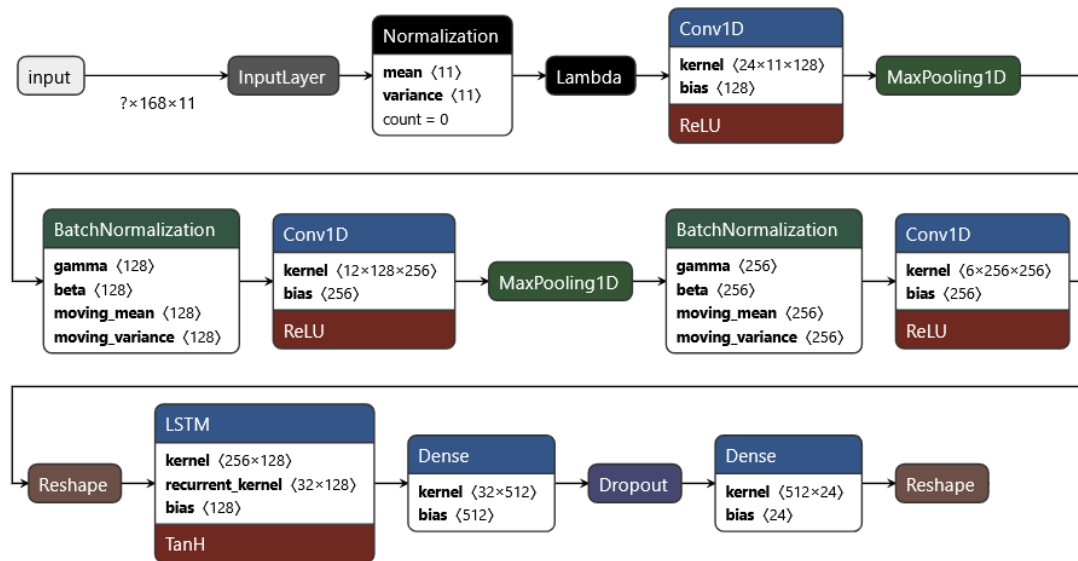 input
?×168×11
InputLayer
Normalization
mean ⟨11⟩
variance ⟨11⟩
count = 0
Lambda
Conv1D
kernel ⟨24×11×128⟩
bias ⟨128⟩
ReLU
MaxPooling1D
BatchNormalization
gamma ⟨128⟩
beta ⟨128⟩
moving_mean ⟨128⟩
moving_variance ⟨128⟩
Conv1D
kernel ⟨12×128×256⟩
bias ⟨256⟩
ReLU
MaxPooling1D
BatchNormalization
gamma ⟨256⟩
beta ⟨256⟩
moving_mean ⟨256⟩
moving_variance ⟨256⟩
Conv1D
kernel ⟨6×256×256⟩
bias ⟨256⟩
ReLU
Reshape
LSTM
kernel ⟨256×128⟩
recurrent_kernel ⟨32×128⟩
bias ⟨128⟩
TanH
Dense
kernel ⟨32×512⟩
bias ⟨512⟩
Dropout
Dense
kernel ⟨512×24⟩
bias ⟨24⟩
Reshape